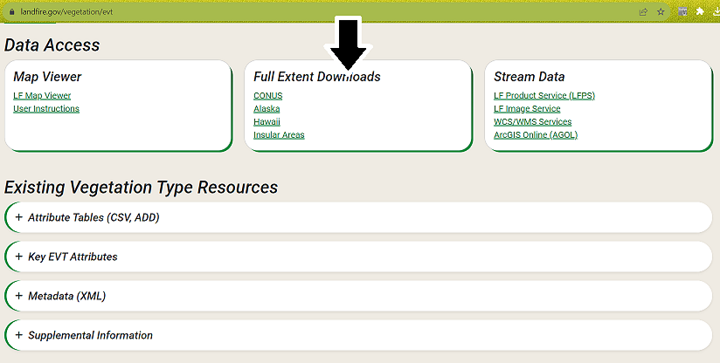 landfire.gov/vegetation/evt
Data Access
Map Viewer
LF Map Viewer
User Instructions
Full Extent Downloads
CONUS
Alaska
Hawaii
Insular Areas
Stream Data
LF Product Service (LFPS)
LF Image Service
WCS/WMS Services
ArcGIS Online (AGOL)
Existing Vegetation Type Resources
+ Attribute Tables (CSV, ADD)
+ Key EVT Attributes
+ Metadata (XML)
+ Supplemental Information